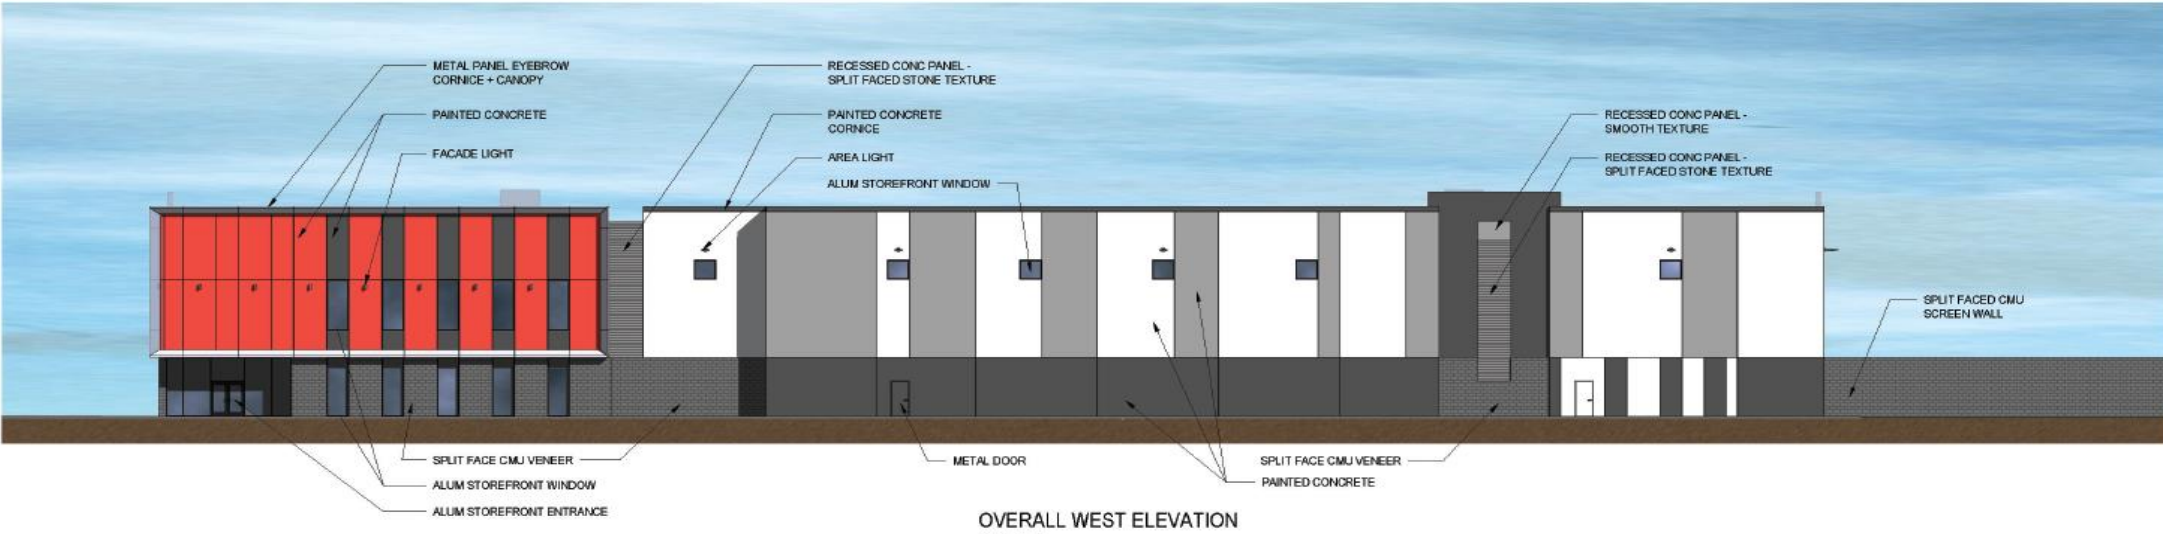 METAL PANEL EYEBROW
CORNICE + CANOPY
PAINTED CONCRETE
FACADE LIGHT
RECESSED CONC PANEL -
SPLIT FACED STONE TEXTURE
PAINTED CONCRETE
CORNICE
AREA LIGHT
ALUM STOREFRONT WINDOW
RECESSED CONC PANEL -
SMOOTH TEXTURE
RECESSED CONC PANEL -
SPLIT FACED STONE TEXTURE
SPLIT FACED CMU
SCREEN WALL
SPLIT FACE CMU VENEER
ALUM STOREFRONT WINDOW
ALUM STOREFRONT ENTRANCE
METAL DOOR
SPLIT FACE CMU VENEER
PAINTED CONCRETE
OVERALL WEST ELEVATION